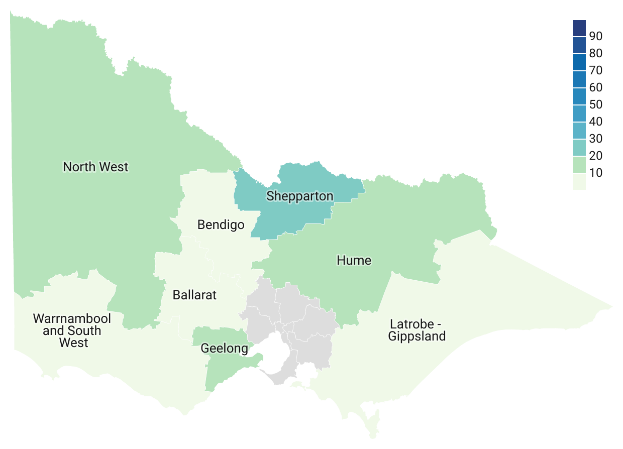 90
80
70
60
50
40
30
20
10
North West
Shepparton
Bendigo
Hume
Ballarat
Warrnambool
and South
West
Geelong
Latrobe -
Gippsland